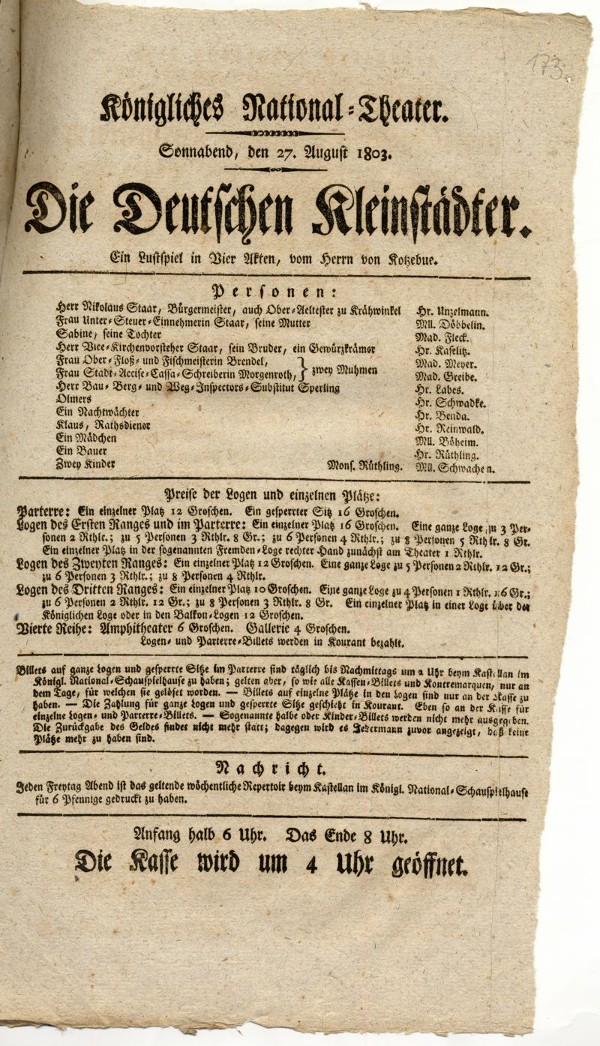 173.
Königliches National-Theater.
Sonnabend, den 27. August 1803.
Die Deutschen Kleinstädter.
Ein Lustspiel in Vier Akten, vom Herrn von Kotzebue.
Personen:
Herr Nikolaus Staar, Bürgermeister, auch Ober-Aeltester zu Krähwinkel Hr. Unzelmann.
Frau Unter-Steuer-Einnehmerin Staar, seine Mutter Mll. Döbbelin.
Sabine, seine Tochter Mad. Fleck.
Herr Vice-Kirchenvorsteher Staar, sein Bruder, ein Gewürzkrämer Hr. Kaselitz.
Frau Ober-Floß- und Fischmeisterin Brendel, Mad. Meyer.
Frau Stadt-Accise-Cassa-Schreiberin Morgenroth, } zwey Muhmen Mad. Greibe.
Herr Bau- Berg- und Weg-Inspectors-Substitut Sperling Hr. Labes.
Olmers Hr. Schwadke.
Ein Nachtwächter Hr. Benda.
Klaus, Rathsdiener Hr. Reinwald.
Ein Mädchen Mll. Böheim.
Ein Bauer Hr. Rüthling.
Zwey Kinder Mons. Rüthling. Mll. Schwachen.
Preise der Logen und einzelnen Plätze:
Parterre: Ein einzelner Platz 12 Groschen. Ein gesperrter Sitz 16 Groschen.
Logen des Ersten Ranges und im Parterre: Ein einzelner Platz 16 Groschen. Eine ganze Loge zu 3 Per-
sonen 2 Rthlr.; zu 5 Personen 3 Rthlr. 8 Gr.; zu 6 Personen 4 Rthlr.; zu 8 Personen 5 Rthlr. 8 Gr.
Ein einzelner Platz in der sogenannten Fremden-Loge rechter Hand zunächst am Theater 1 Rthlr.
Logen des Zweyten Ranges: Ein einzelner Platz 12 Groschen. Eine ganze Loge zu 5 Personen 2 Rthlr. 12 Gr.;
zu 6 Personen 3 Rthlr.; zu 8 Personen 4 Rthlr.
Logen des Dritten Ranges: Ein einzelner Platz 10 Groschen. Eine ganze Loge zu 4 Personen 1 Rthlr. 16 Gr.;
zu 6 Personen 2 Rthlr. 12 Gr.; zu 8 Personen 3 Rthlr. 8 Gr. Ein einzelner Platz in einer Loge über der
Königlichen Loge oder in den Balkon-Logen 12 Groschen.
Vierte Reihe: Amphitheater 6 Groschen. Gallerie 4 Groschen.
Logen- und Parterre-Billets werden in Kourant bezahlt.
Billets auf ganze Logen und gesperrte Sitze im Parterre sind täglich bis Nachmittags um 2 Uhr beym Kastellan im
Königl. National-Schauspielhause zu haben; gelten aber, so wie alle Kassen-Billets und Kontremarquen, nur an
dem Tage, für welchen sie gelöset worden. — Billets auf einzelne Plätze in den Logen sind nur an der Kasse zu
haben. — Die Zahlung für ganze Logen und gesperrte Sitze geschieht in Kourant. Eben so an der Kasse für
einzelne Logen- und Parterre-Billets. — Sogenannte halbe oder Kinder-Billets werden nicht mehr ausgegeben.
Die Zurückgabe des Geldes findet nicht mehr statt; dagegen wird es Jedermann zuvor angezeigt, daß keine
Plätze mehr zu haben sind.
Nachricht.
Jeden Freytag Abend ist das geltende wöchentliche Repertoir beym Kastellan im Königl. National-Schauspielhause
für 6 Pfennige gedruckt zu haben.
Anfang halb 6 Uhr. Das Ende 8 Uhr.
Die Kasse wird um 4 Uhr geöffnet.